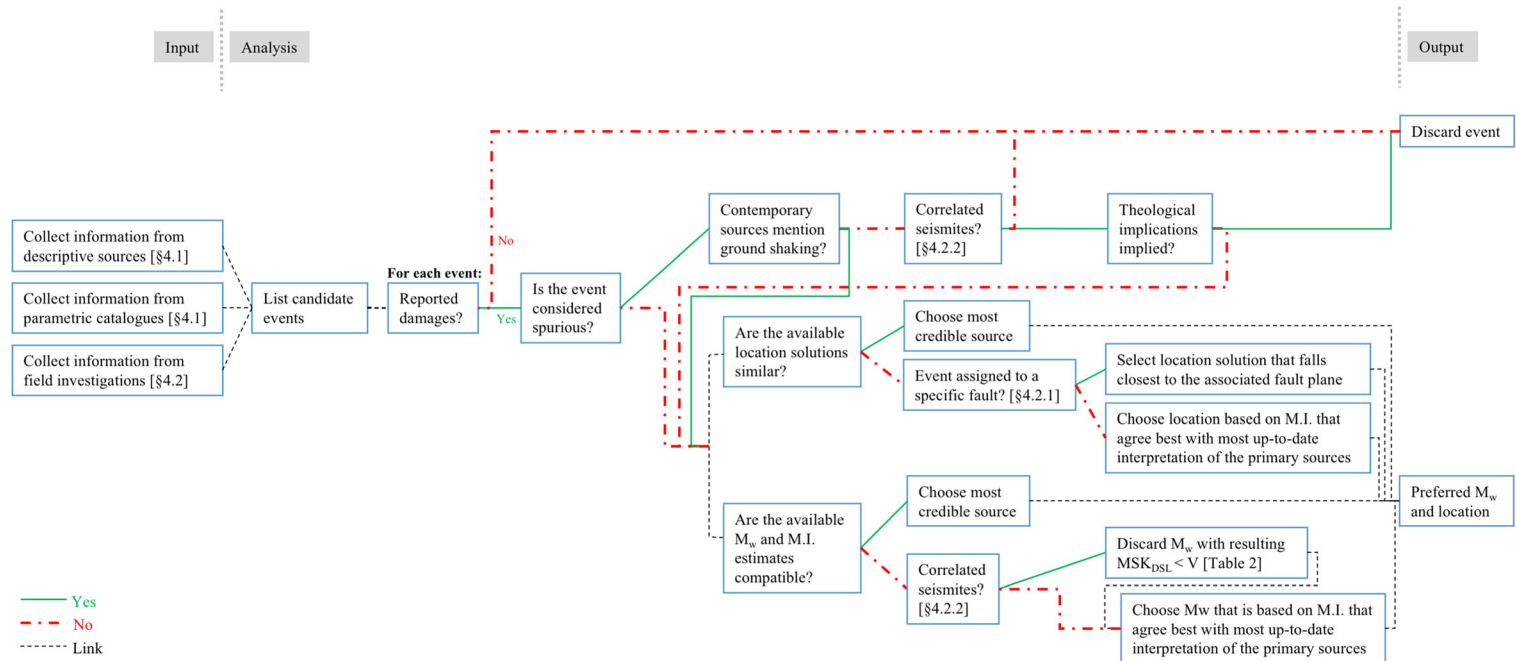 Input
Analysis
Output
Discard event
Collect information from
descriptive sources [§4.1]
Collect information from
parametric catalogues [§4.1]
Collect information from
field investigations [§4.2]
List candidate
events
For each event:
Reported
damages?
No
Yes
Is the event
considered
spurious?
Contemporary
sources mention
ground shaking?
Correlated
seismites?
[§4.2.2]
Theological
implications
implied?
Are the available
location solutions
similar?
Choose most
credible source
Event assigned to a
specific fault? [§4.2.1]
Select location solution that falls
closest to the associated fault plane
Choose location based on M.I. that
agree best with most up-to-date
interpretation of the primary sources
Are the available
Mw and M.I.
estimates
compatible?
Choose most
credible source
Correlated
seismites?
[§4.2.2]
Discard Mw with resulting
MSKDSL < V [Table 2]
Choose Mw that is based on M.I. that
agree best with most up-to-date
interpretation of the primary sources
Preferred Mw
and location
Yes
No
Link